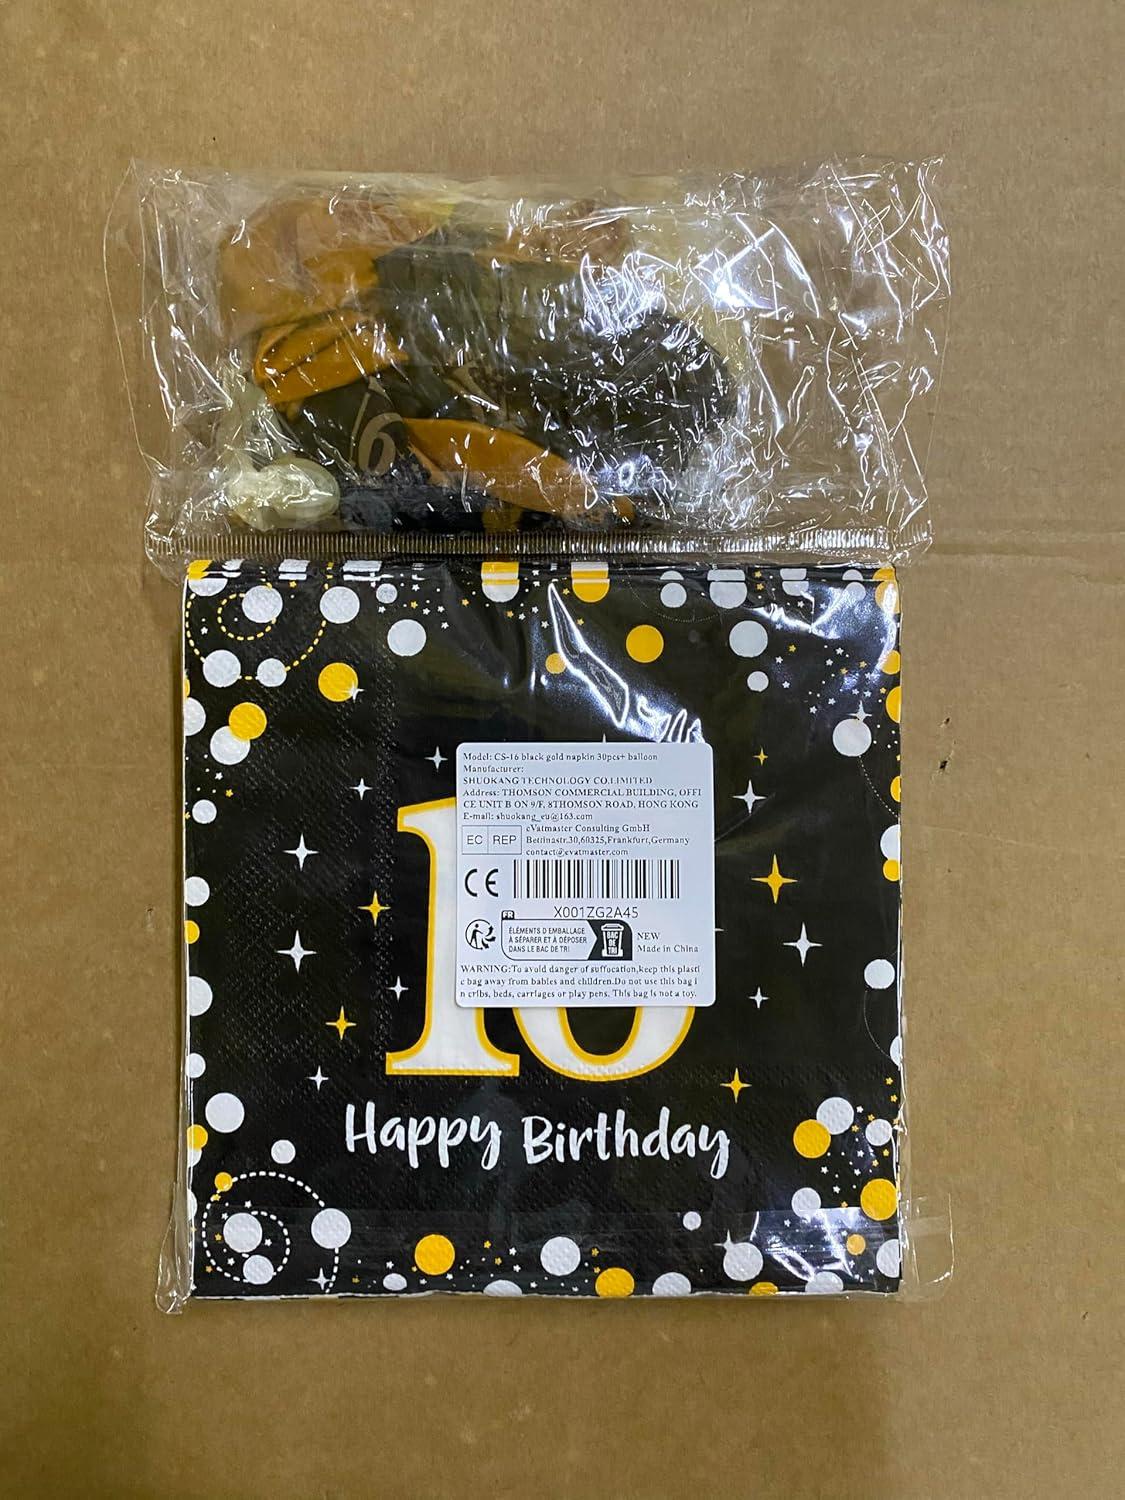 16
Model: CS-16 black gold napkin 30pcs+ balloon
Manufacturer:
SHUOKANG TECHNOLOGY CO.LIMITED
Address: THOMSON COMMERCIAL BUILDING, OFFI
CE UNIT B ON 9/F, 8THOMSON ROAD, HONG KONG
E-mail: shuokang_eu@163.com
EC REP
eVatmaster Consulting GmbH
Bettinastr.30,60325,Frankfurt,Germany
contact@evatmaster.com
CE
X001ZG2A45
FR
ÉLÉMENTS D'EMBALLAGE
À SÉPARER ET À DÉPOSER
DANS LE BAC DE TRI
BAC
DE
TRI
NEW
Made in China
WARNING:To avoid danger of suffocation,keep this plasti
c bag away from babies and children.Do not use this bag i
n cribs, beds, carriages or play pens. This bag is not a toy.
16
Happy Birthday